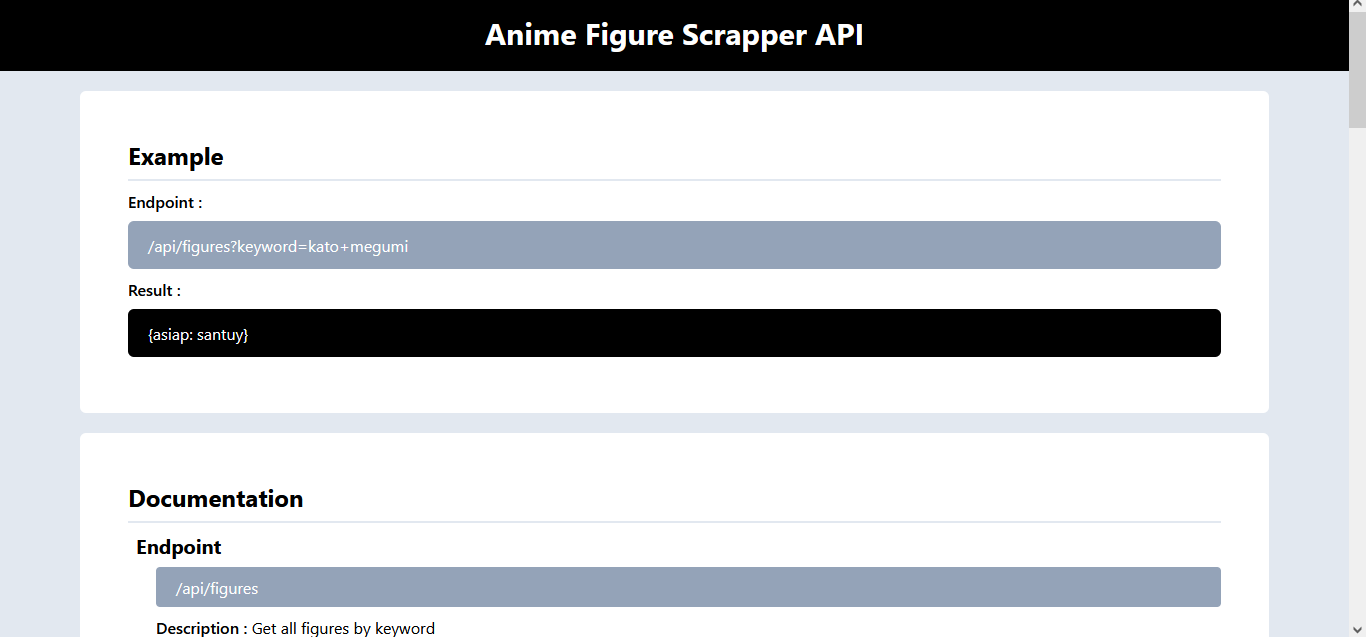 Anime Figure Scrapper API
Example
Endpoint :
/api/figures?keyword=kato+megumi
Result :
{asiap: santuy}
Documentation
Endpoint
/api/figures
Description : Get all figures by keyword